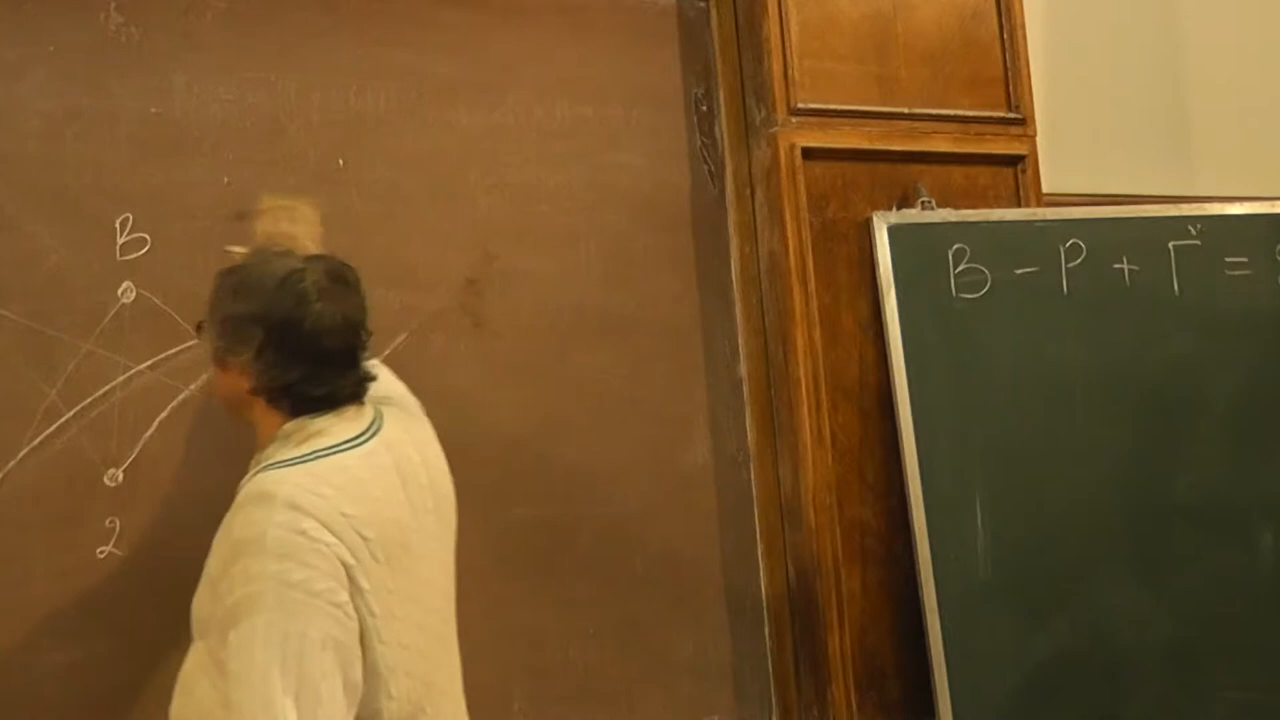 B
2
В - Р + Г =